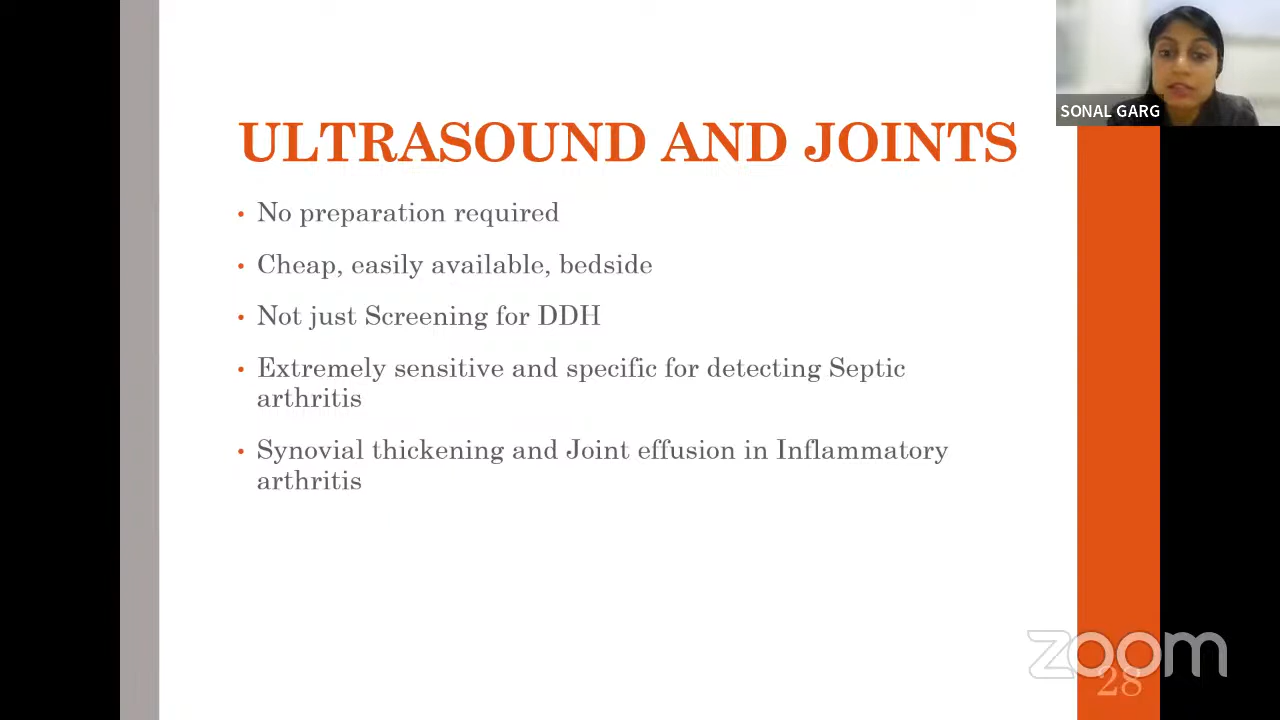 SONAL GARG
ULTRASOUND AND JOINTS
• No preparation required
• Cheap, easily available, bedside
• Not just Screening for DDH
• Extremely sensitive and specific for detecting Septic
arthritis
• Synovial thickening and Joint effusion in Inflammatory
arthritis
zoom
28